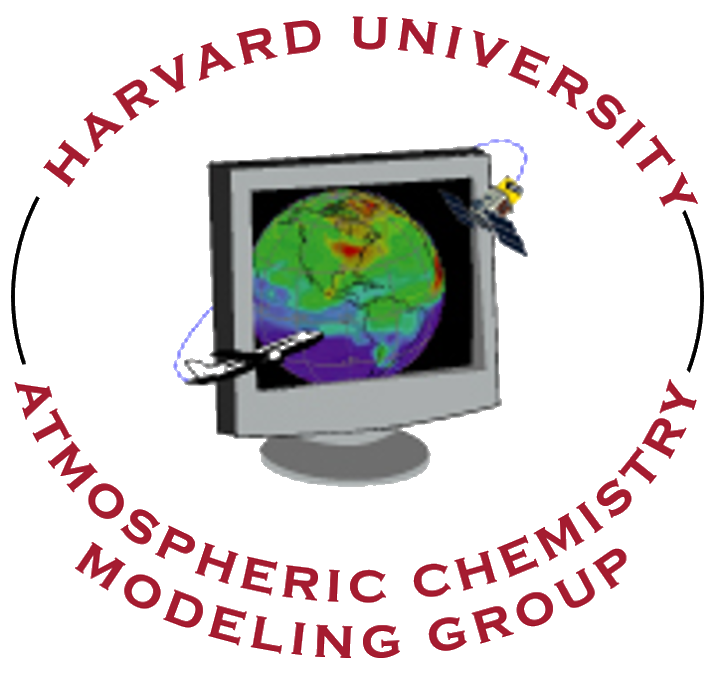 HARVARD UNIVERSITY
ATMOSPHERIC CHEMISTRY
MODELING GROUP